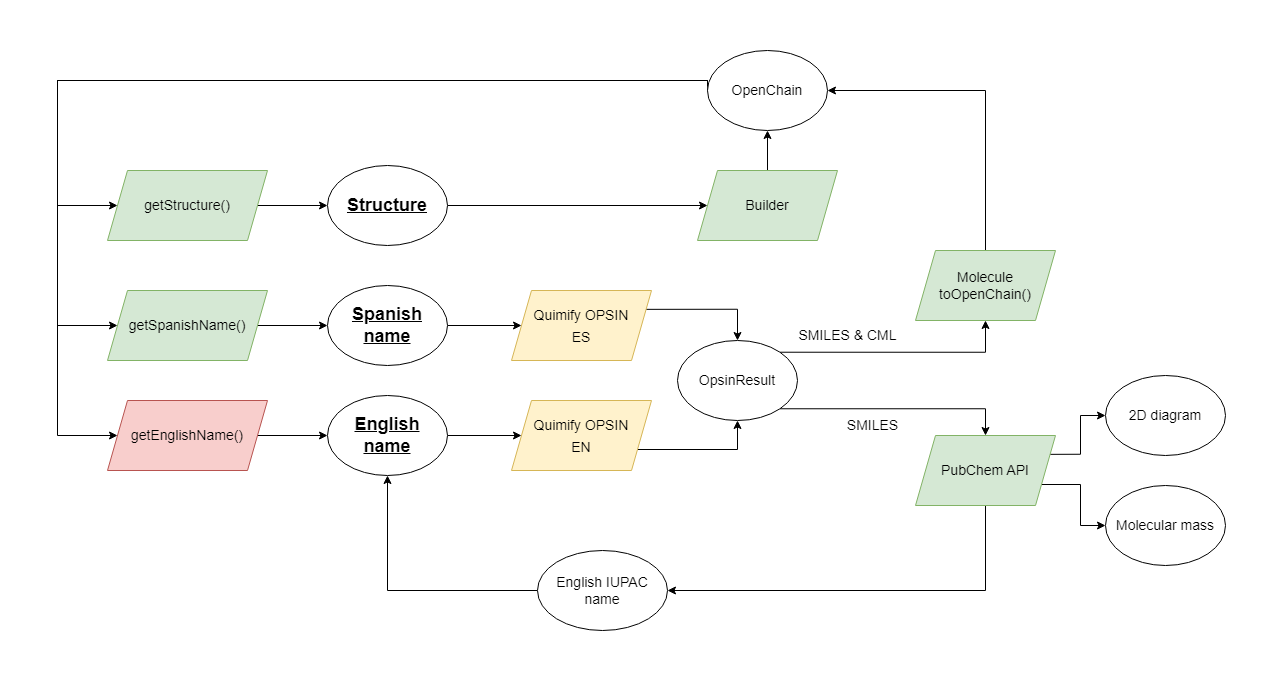 OpenChain
getStructure()
Structure
Builder
Molecule
toOpenChain()
getSpanishName()
Spanish
name
Quimify OPSIN
ES
SMILES & CML
OpsinResult
getEnglishName()
English
name
Quimify OPSIN
EN
SMILES
2D diagram
PubChem API
Molecular mass
English IUPAC
name